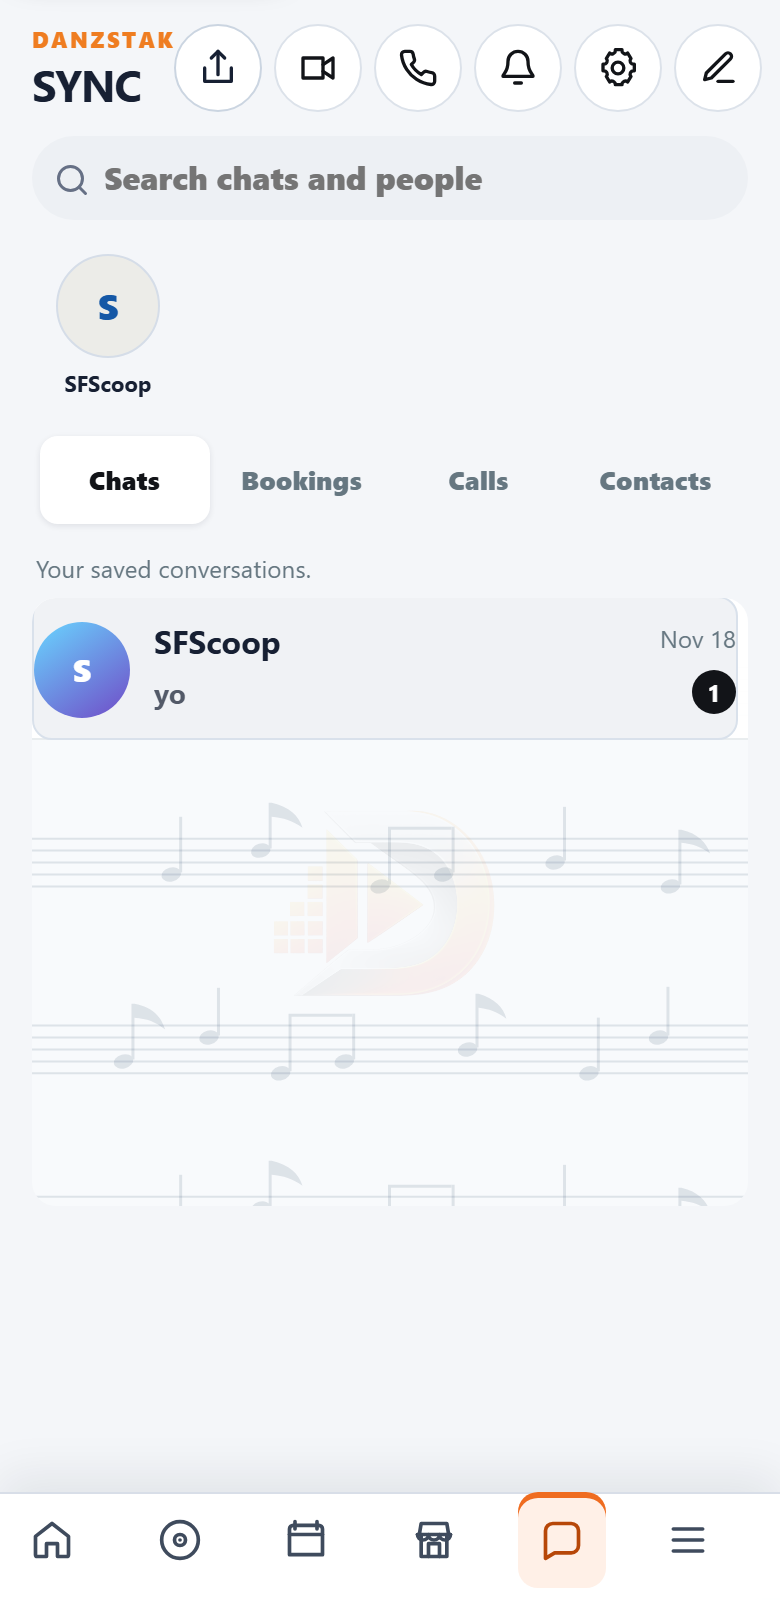 DANZSTAK
SYNC
Search chats and people
S
SFScoop
Chats Bookings Calls Contacts
Your saved conversations.
S
SFScoop
Nov 18
yo
1